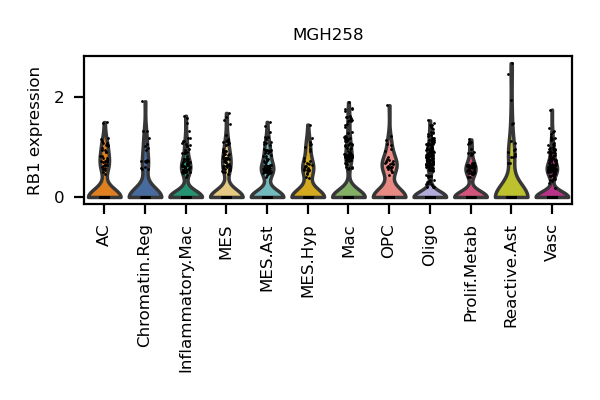 MGH258
RB1 expression
2
0
AC
Chromatin.Reg
Inflammatory.Mac
MES
MES.Ast
MES.Hyp
Mac
OPC
Oligo
Prolif.Metab
Reactive.Ast
Vasc